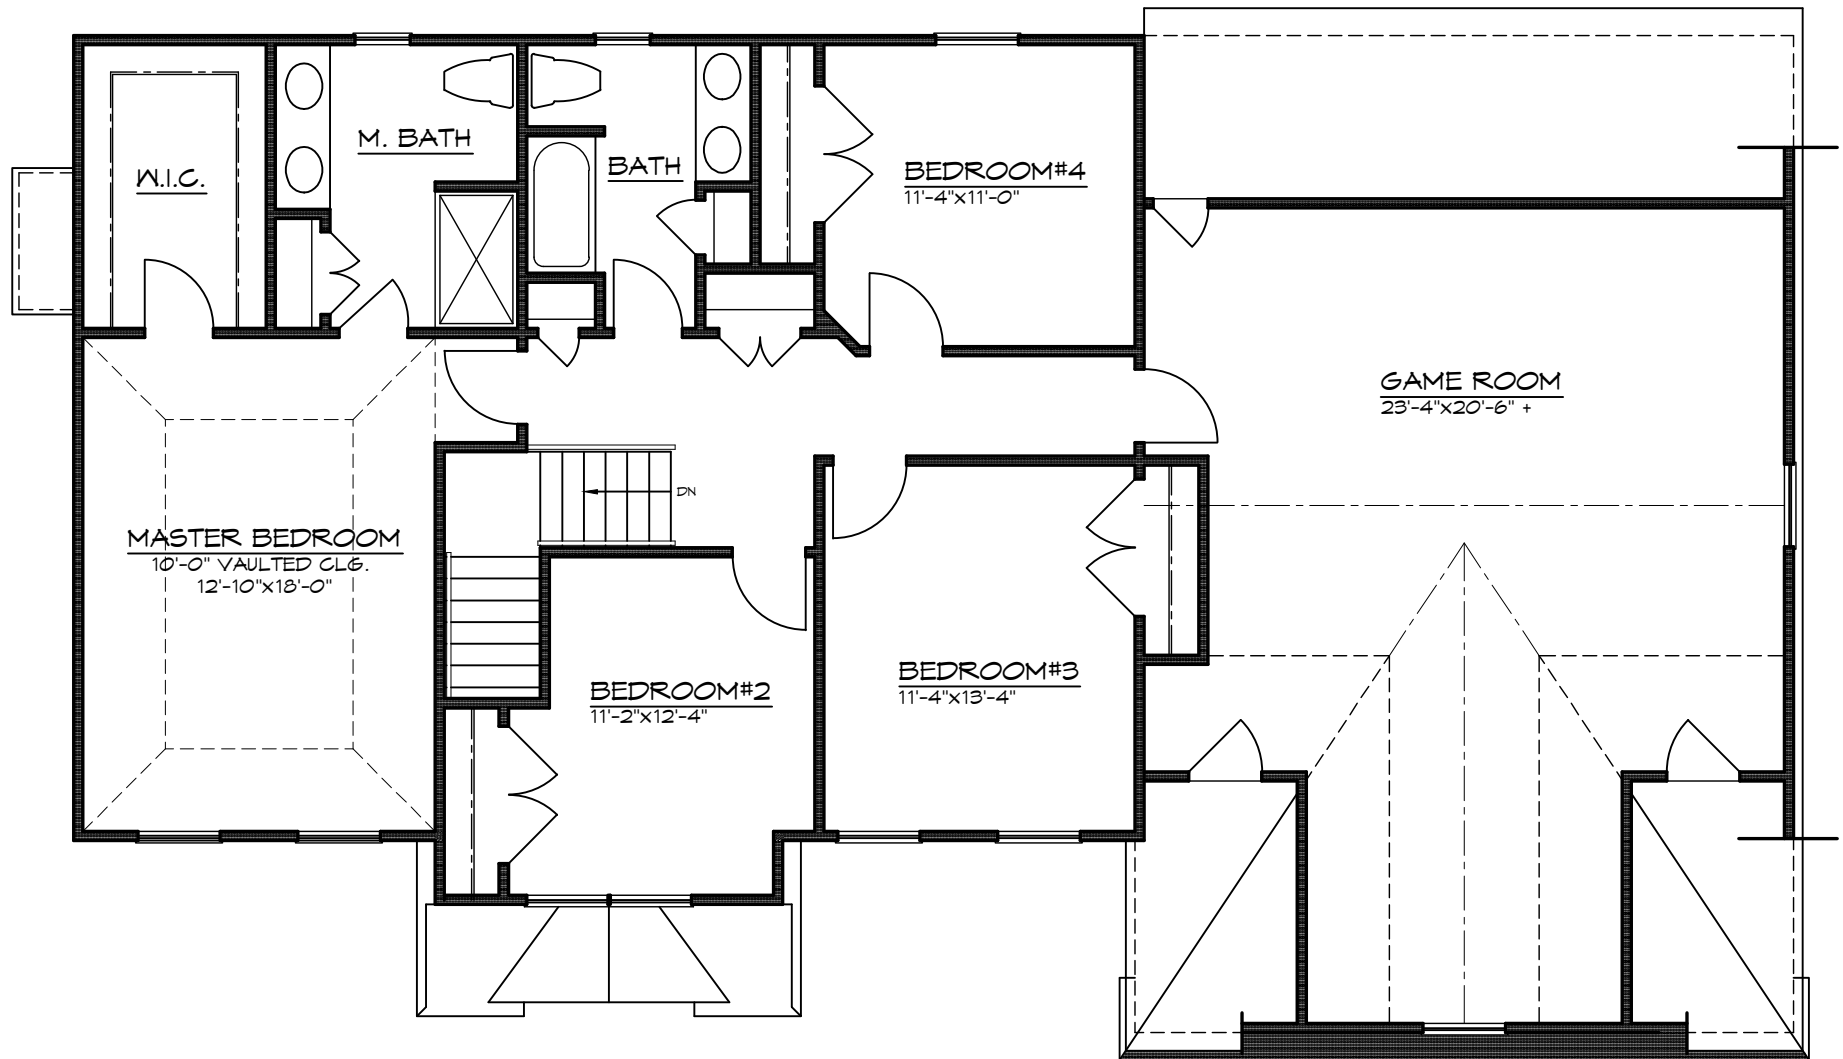 M. BATH
W.I.C.
BATH
BEDROOM#4
11'-4"x11'-0"
GAME ROOM
23'-4"x20'-6" +
DN
MASTER BEDROOM
10'-0" VAULTED CLG.
12'-10"x18'-0"
BEDROOM#2
11'-2"x12'-4"
BEDROOM#3
11'-4"x13'-4"